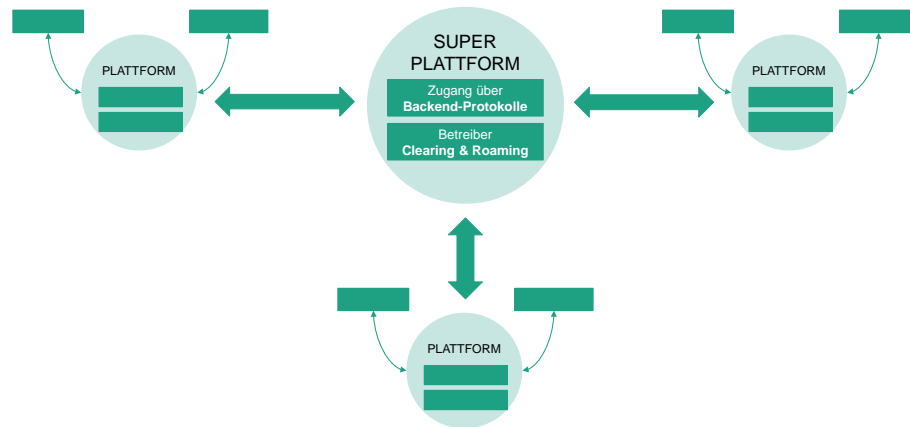 SUPER
PLATTFORM
Zugang über
Backend-Protokolle
Betreiber
Clearing & Roaming
PLATTFORM
PLATTFORM
PLATTFORM